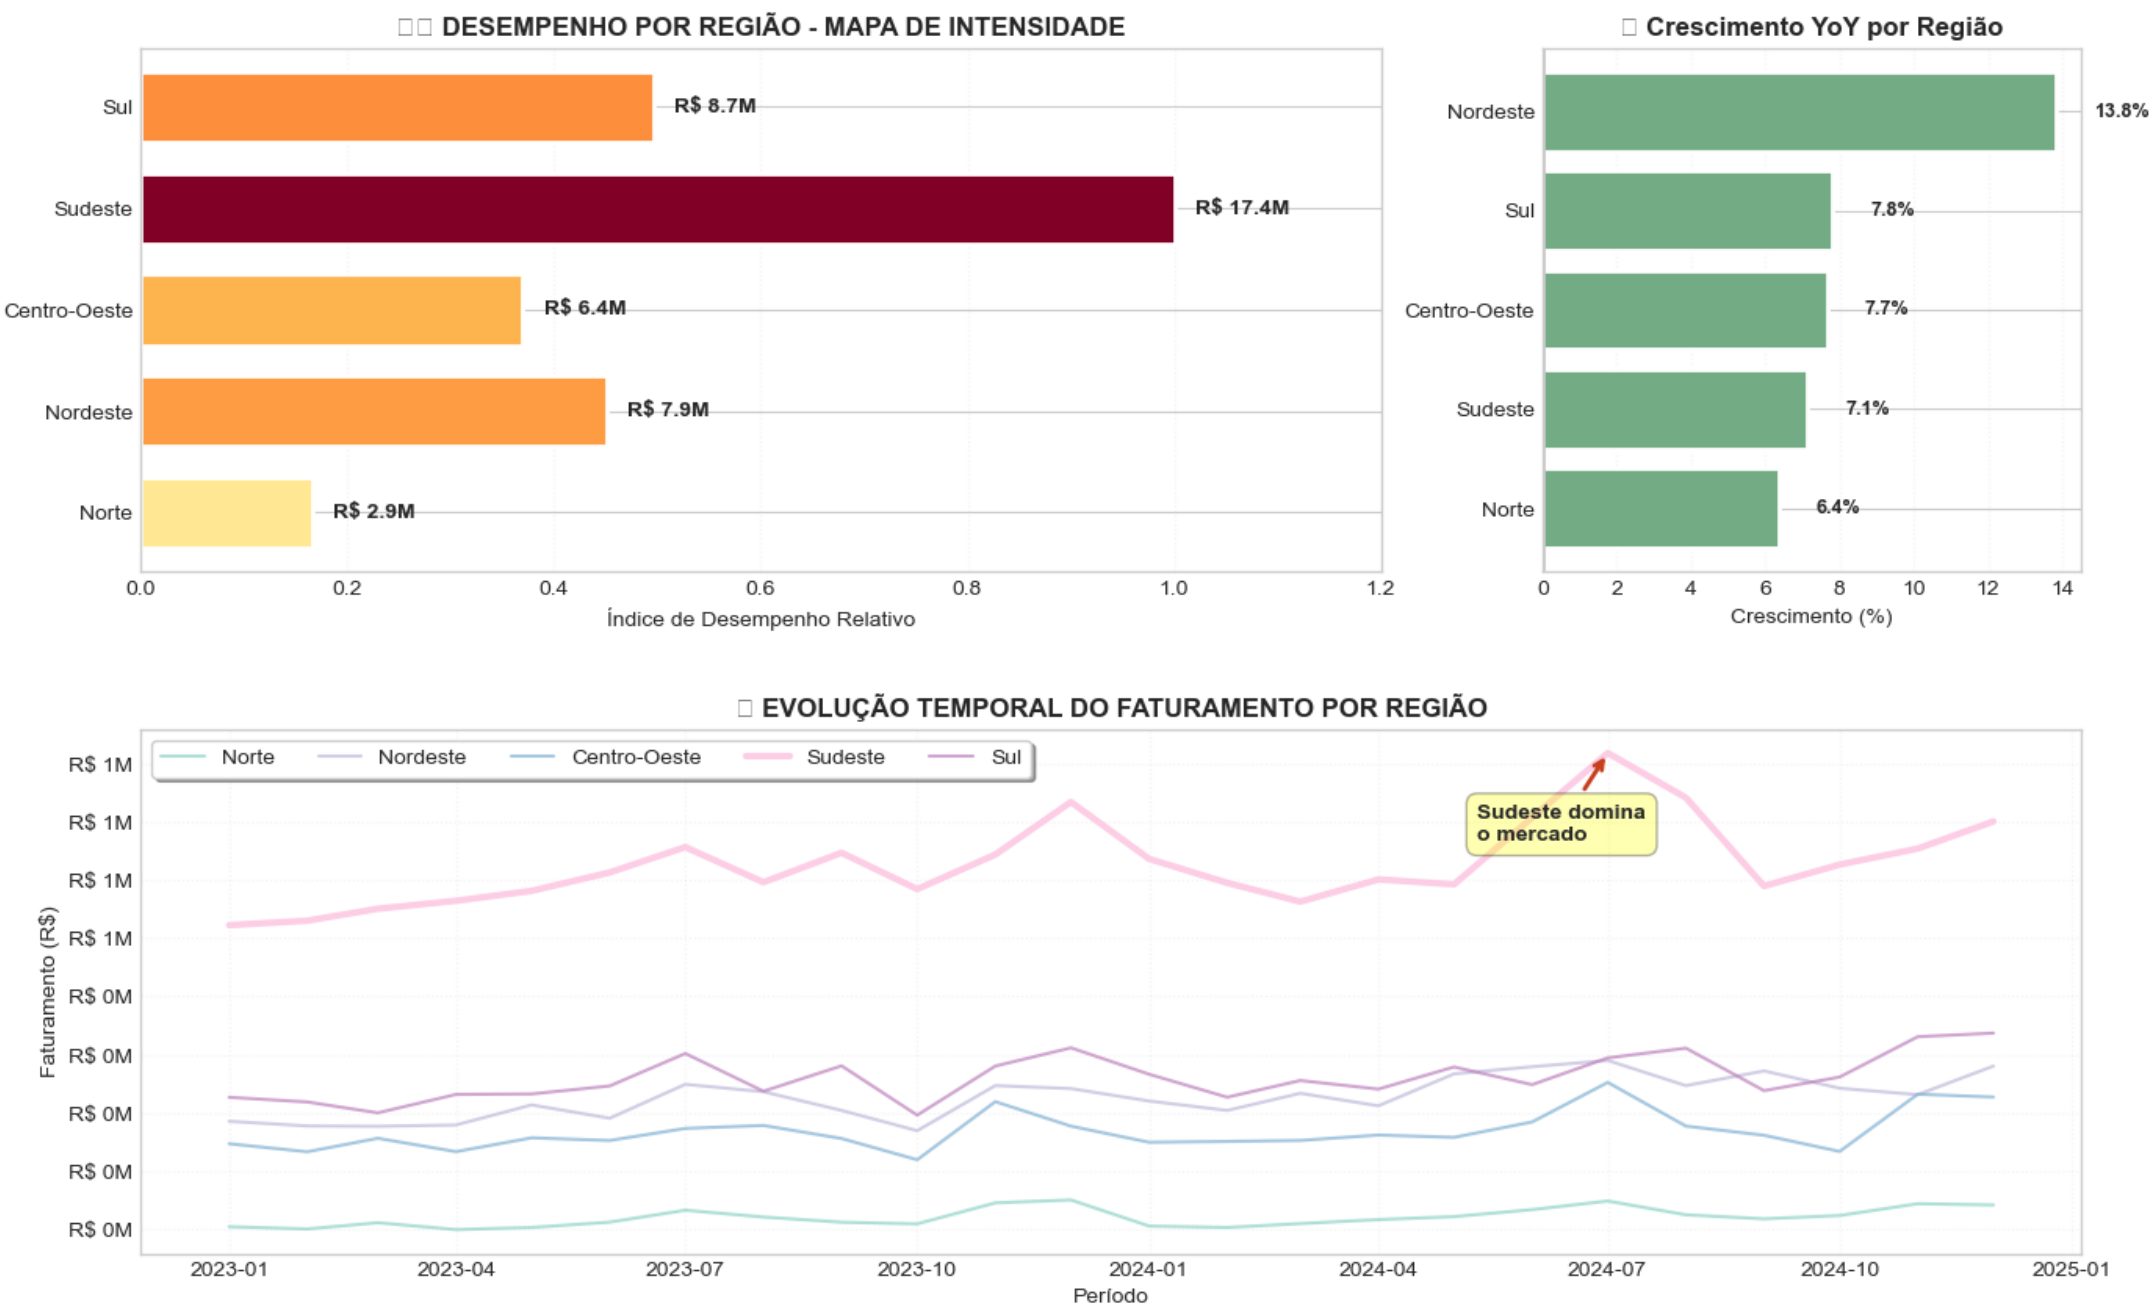 DESEMPENHO POR REGIÃO - MAPA DE INTENSIDADE
Sul
R$ 8.7M
Sudeste
R$ 17.4M
Centro-Oeste
R$ 6.4M
Nordeste
R$ 7.9M
Norte
R$ 2.9M
0.0 0.2 0.4 0.6 0.8 1.0 1.2
Índice de Desempenho Relativo
Crescimento YoY por Região
Nordeste
13.8%
Sul
7.8%
Centro-Oeste
7.7%
Sudeste
7.1%
Norte
6.4%
0 2 4 6 8 10 12 14
Crescimento (%)
EVOLUÇÃO TEMPORAL DO FATURAMENTO POR REGIÃO
Norte Nordeste Centro-Oeste Sudeste Sul
Faturamento (R$)
R$ 1M
R$ 1M
R$ 1M
R$ 1M
R$ 0M
R$ 0M
R$ 0M
R$ 0M
R$ 0M
Sudeste domina
o mercado
2023-01 2023-04 2023-07 2023-10 2024-01 2024-04 2024-07 2024-10 2025-01
Período